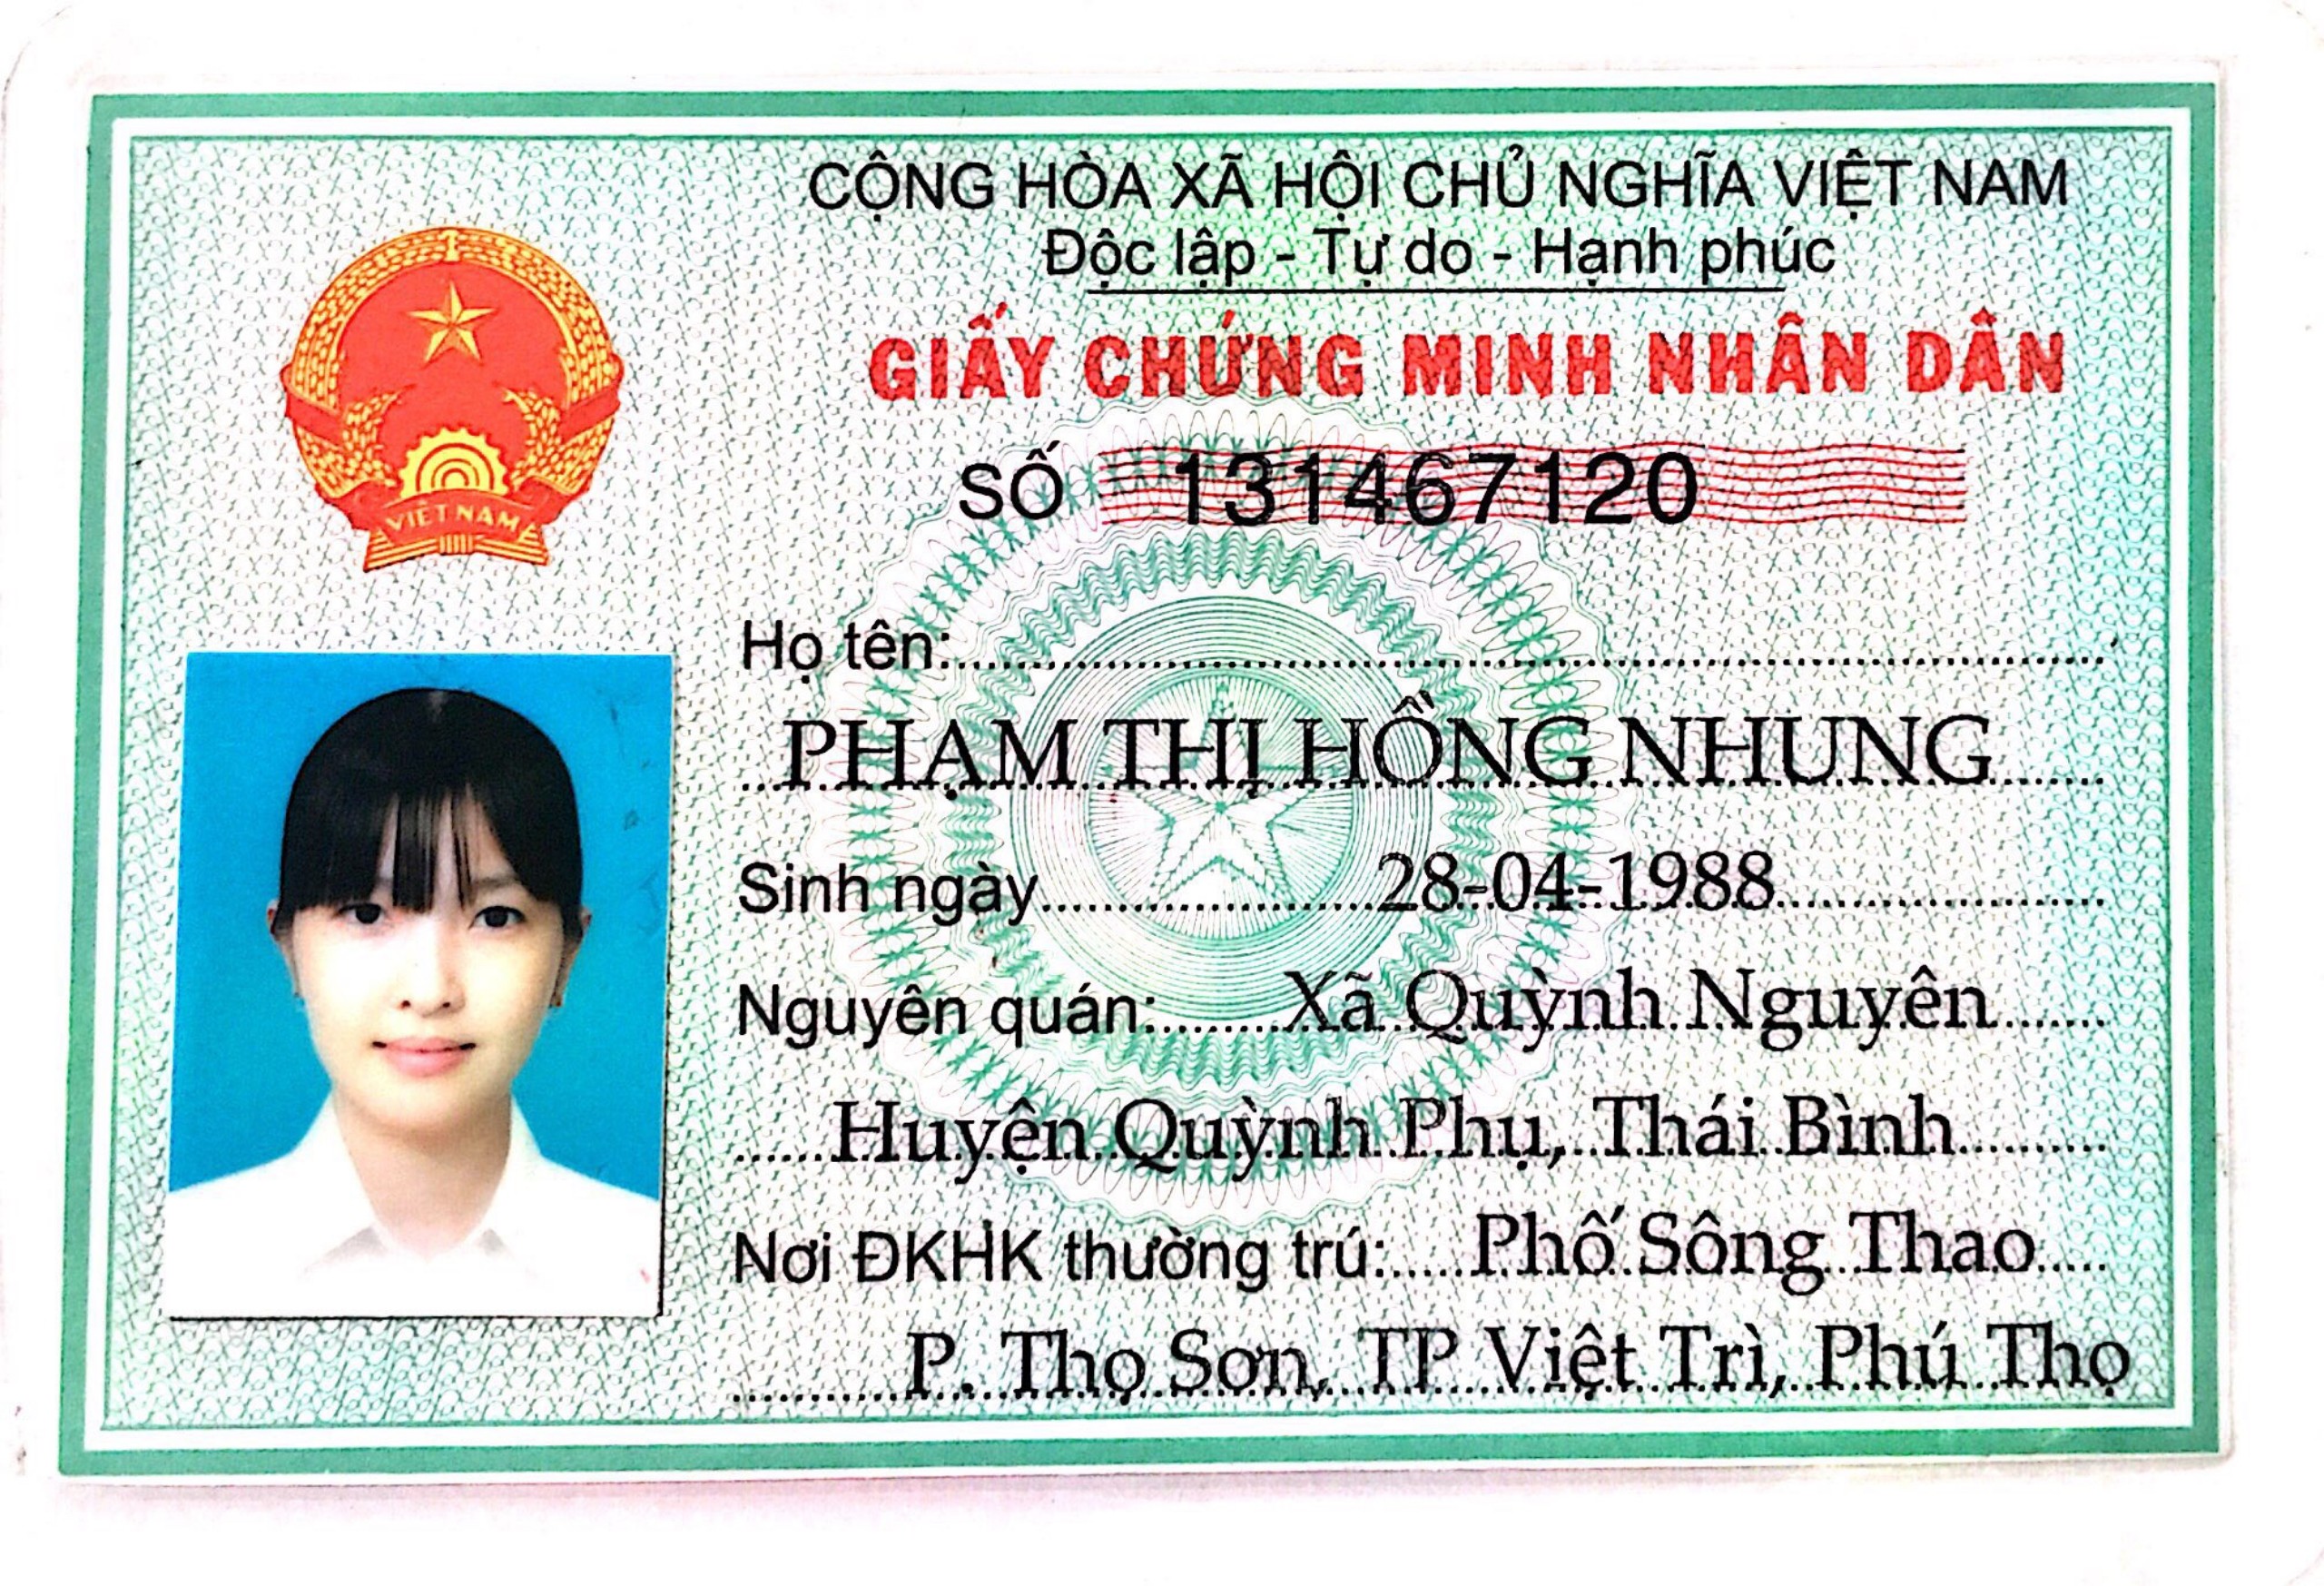 CỘNG HÒA XÃ HỘI CHỦ NGHĨA VIỆT NAM
Độc lập - Tự do - Hạnh phúc
GIẤY CHỨNG MINH NHÂN DÂN
SỐ 131467120
VIỆT NAM
Họ tên:
PHẠM THỊ HỒNG NHUNG
Sinh ngày 28-04-1988
Nguyên quán: Xã Quỳnh Nguyên
Huyện Quỳnh Phụ, Thái Bình
Nơi ĐKHK thường trú: Phố Sông Thao
P. Thọ Sơn, TP Việt Trì, Phú Thọ